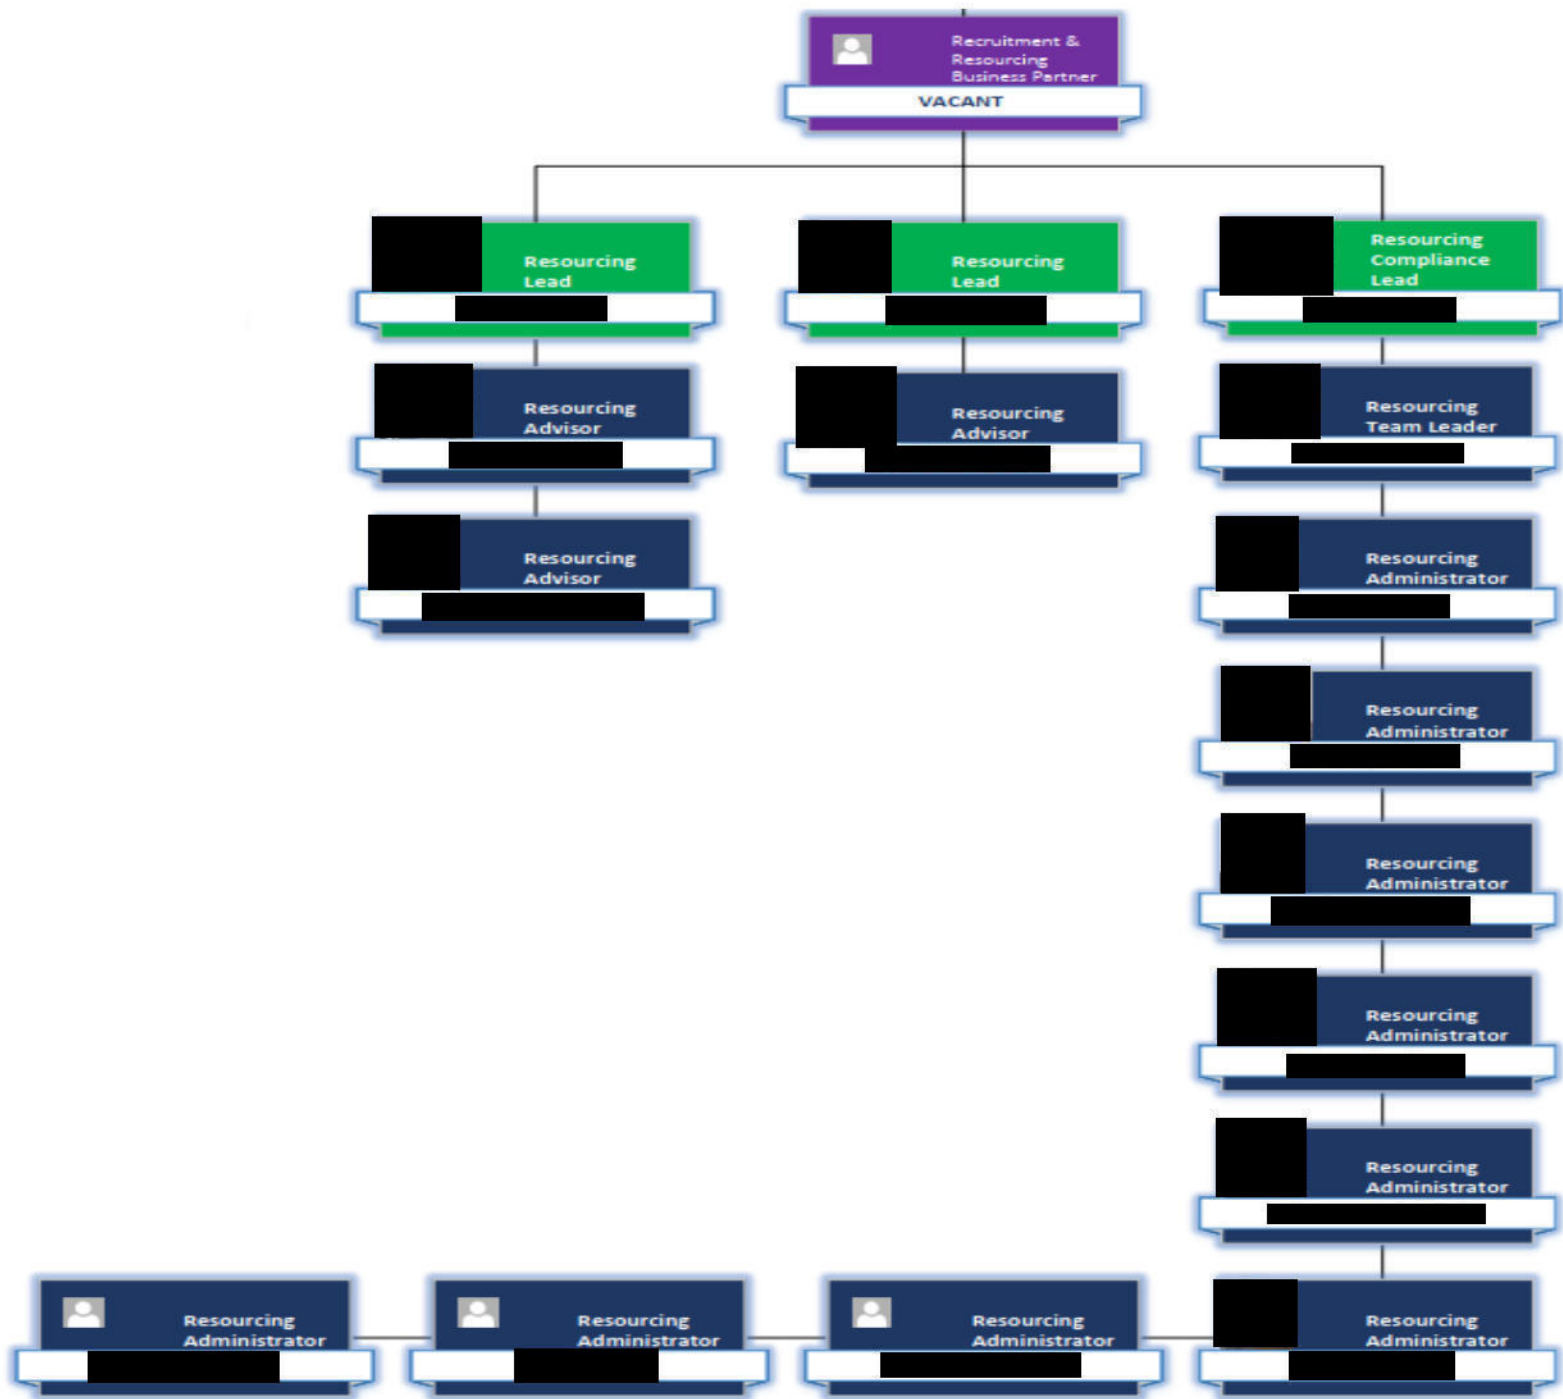 Recruitment &
Resourcing
Business Partner
VACANT
Resourcing
Lead
Resourcing
Lead
Resourcing
Compliance
Lead
Resourcing
Advisor
Resourcing
Advisor
Resourcing
Team Leader
Resourcing
Advisor
Resourcing
Administrator
Resourcing
Administrator
Resourcing
Administrator
Resourcing
Administrator
Resourcing
Administrator
Resourcing
Administrator
Resourcing
Administrator
Resourcing
Administrator
Resourcing
Administrator